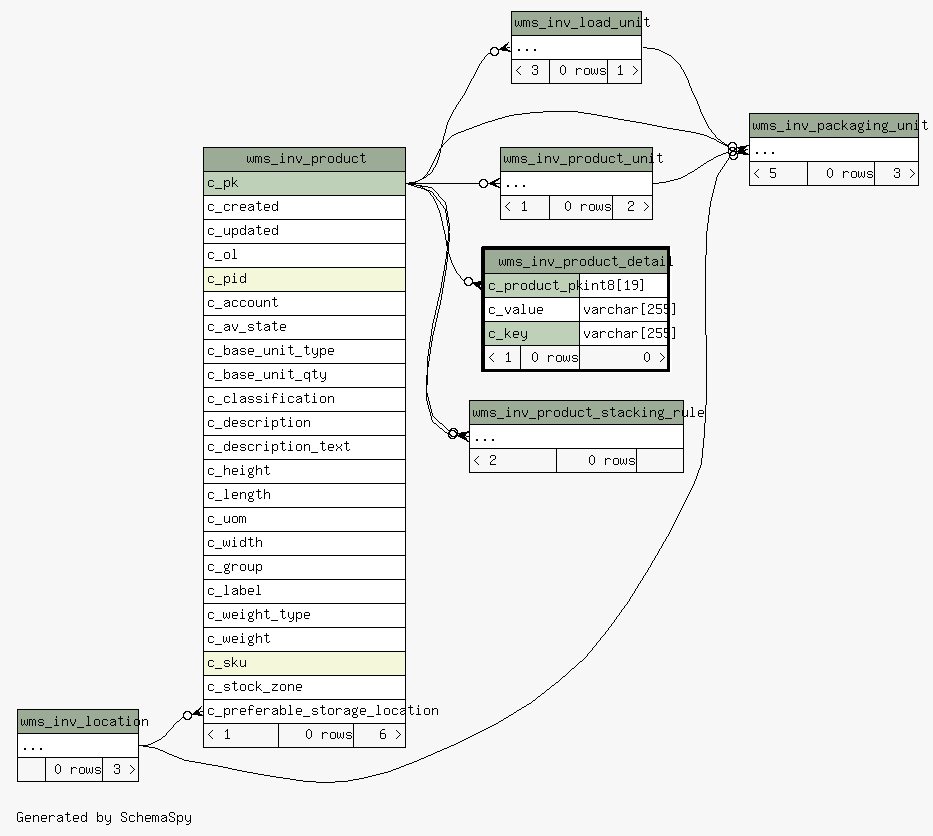 wms_inv_load_unit
...
< 3 0 rows 1 >
wms_inv_packaging_unit
...
< 5 0 rows 3 >
wms_inv_product
c_pk
c_created
c_updated
c_ol
c_pid
c_account
c_av_state
c_base_unit_type
c_base_unit_qty
c_classification
c_description
c_description_text
c_height
c_length
c_uom
c_width
c_group
c_label
c_weight_type
c_weight
c_sku
c_stock_zone
c_preferable_storage_location
< 1 0 rows 6 >
wms_inv_product_unit
...
< 1 0 rows 2 >
wms_inv_product_detail
c_product_pk int8[19]
c_value varchar[255]
c_key varchar[255]
< 1 0 rows 0 >
wms_inv_product_stacking_rule
...
< 2 0 rows
wms_inv_location
...
0 rows 3 >
Generated by SchemaSpy